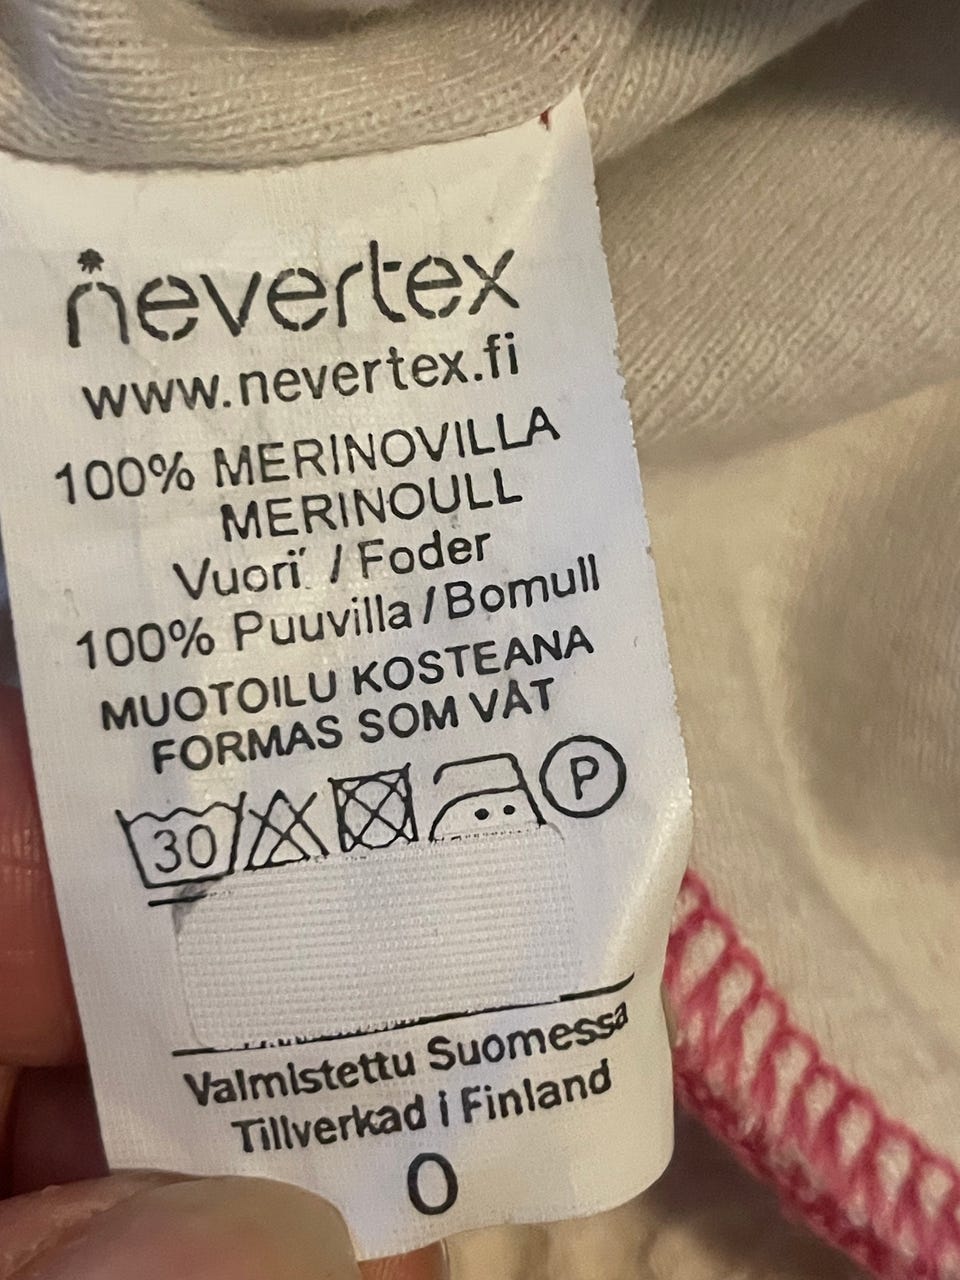 nevertex
www.nevertex.fi
100% MERINOVILLA
MERINOULL
Vuori / Foder
100% Puuvilla / Bomull
MUOTOILU KOSTEANA
FORMAS SOM VÅT
30 P
Valmistettu Suomessa
Tillverkad i Finland
0